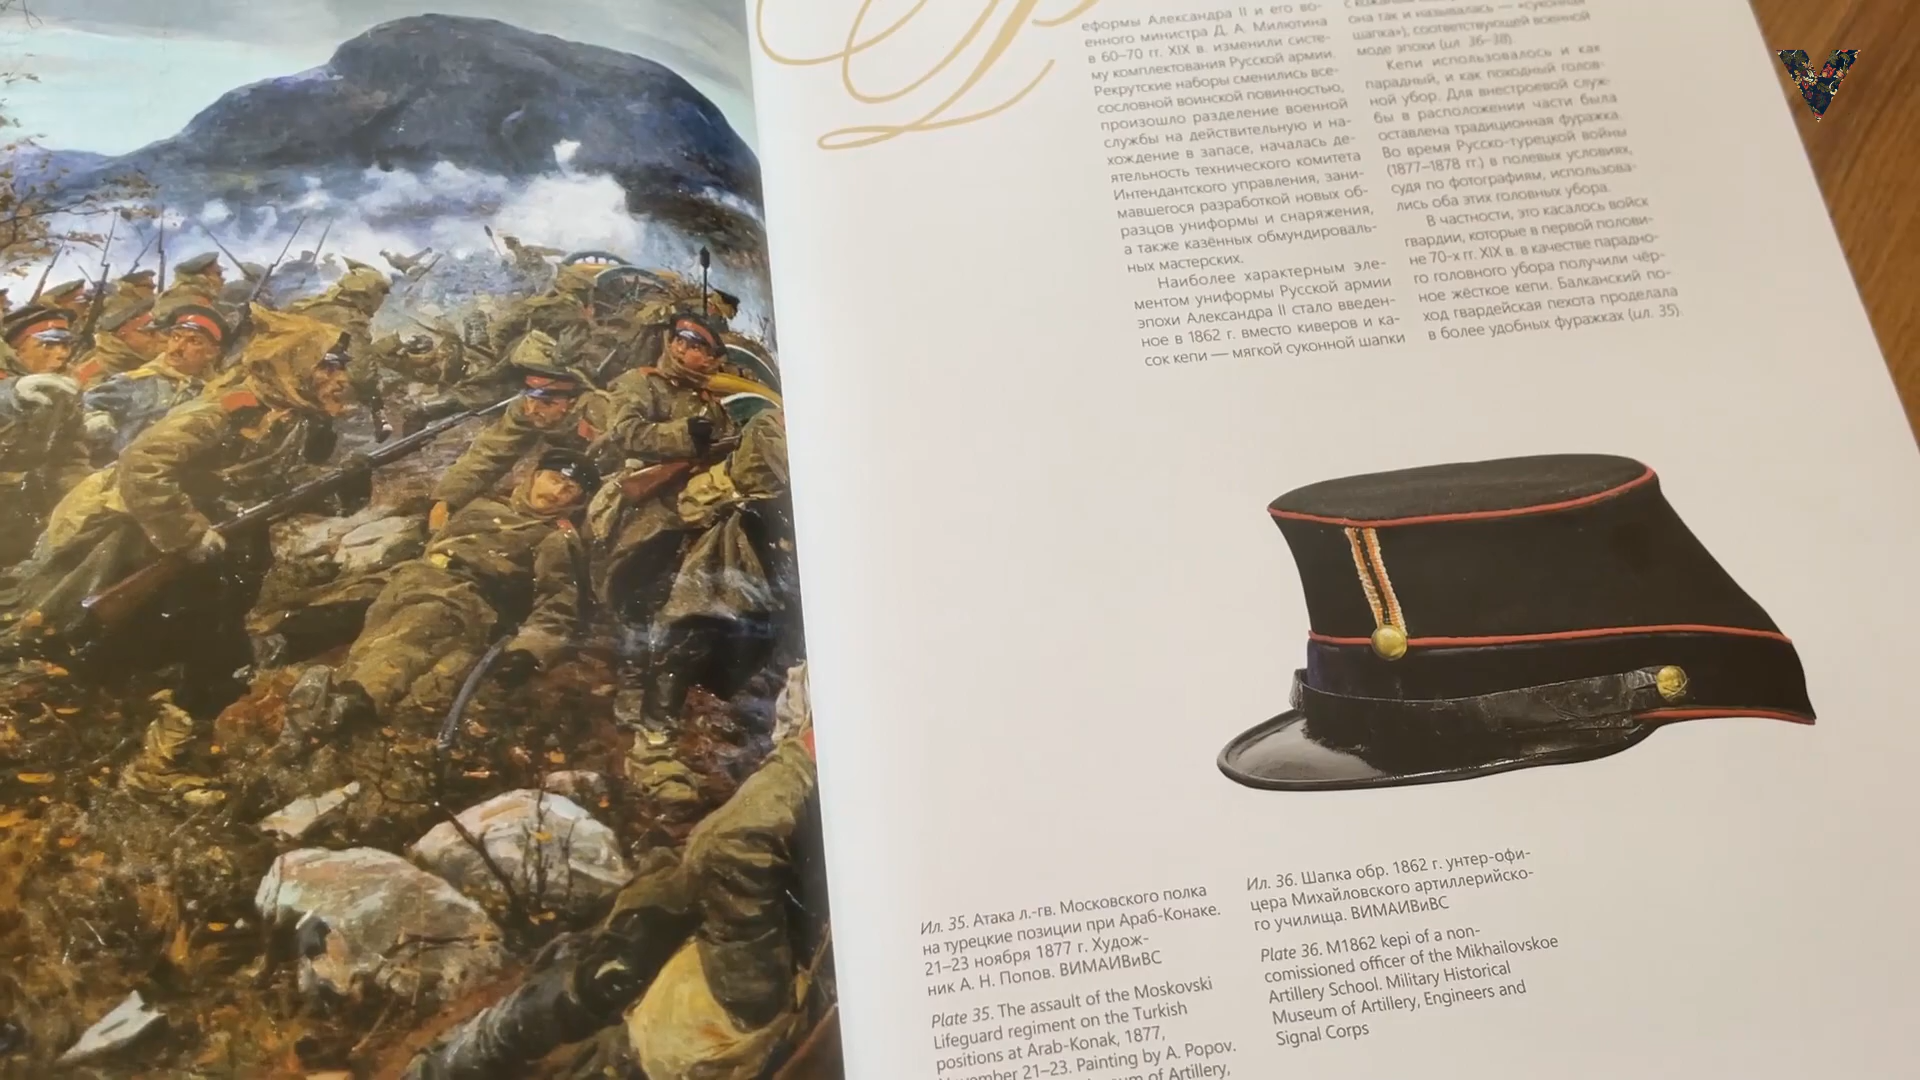 еформы Александра II и его во-
енного министра Д. А. Милютина
в 60–70 гг. XIX в. изменили систе-
му комплектования Русской армии.
Рекрутские наборы сменились все-
сословной воинской повинностью,
произошло разделение военной
службы на действительную и на-
хождение в запасе, началась де-
ятельность технического комитета
Интендантского управления, зани-
мавшегося разработкой новых об-
разцов униформы и снаряжения,
а также казённых обмундироваль-
ных мастерских.
Наиболее характерным эле-
ментом униформы Русской армии
эпохи Александра II стало введен-
ное в 1862 г. вместо киверов и ка-
сок кепи — мягкой суконной шапки
она так и называлась — «суконная
шапка»), соответствующей военной
моде эпохи (ил. 36–38).
Кепи использовалось и как
парадный, и как походный голов-
ной убор. Для внестроевой служ-
бы в расположении части была
оставлена традиционная фуражка.
Во время Русско-турецкой войны
(1877–1878 гг.) в полевых условиях,
судя по фотографиям, использова-
лись оба этих головных убора.
В частности, это касалось войск
гвардии, которые в первой полови-
не 70-х гг. XIX в. в качестве парадно-
го головного убора получили чёр-
ное жёсткое кепи. Балканский по-
ход гвардейская пехота проделала
в более удобных фуражках (ил. 35).
Ил. 35. Атака л.-гв. Московского полка
на турецкие позиции при Араб-Конаке.
21–23 ноября 1877 г. Худож-
ник А. Н. Попов. ВИМАИВиВС
Plate 35. The assault of the Moskovski
Lifeguard regiment on the Turkish
positions at Arab-Konak, 1877,
November 21–23. Painting by A. Popov.
of Artillery,
Ил. 36. Шапка обр. 1862 г. унтер-офи-
цера Михайловского артиллерийско-
го училища. ВИМАИВиВС
Plate 36. M1862 kepi of a non-
comissioned officer of the Mikhailovskoe
Artillery School. Military Historical
Museum of Artillery, Engineers and
Signal Corps